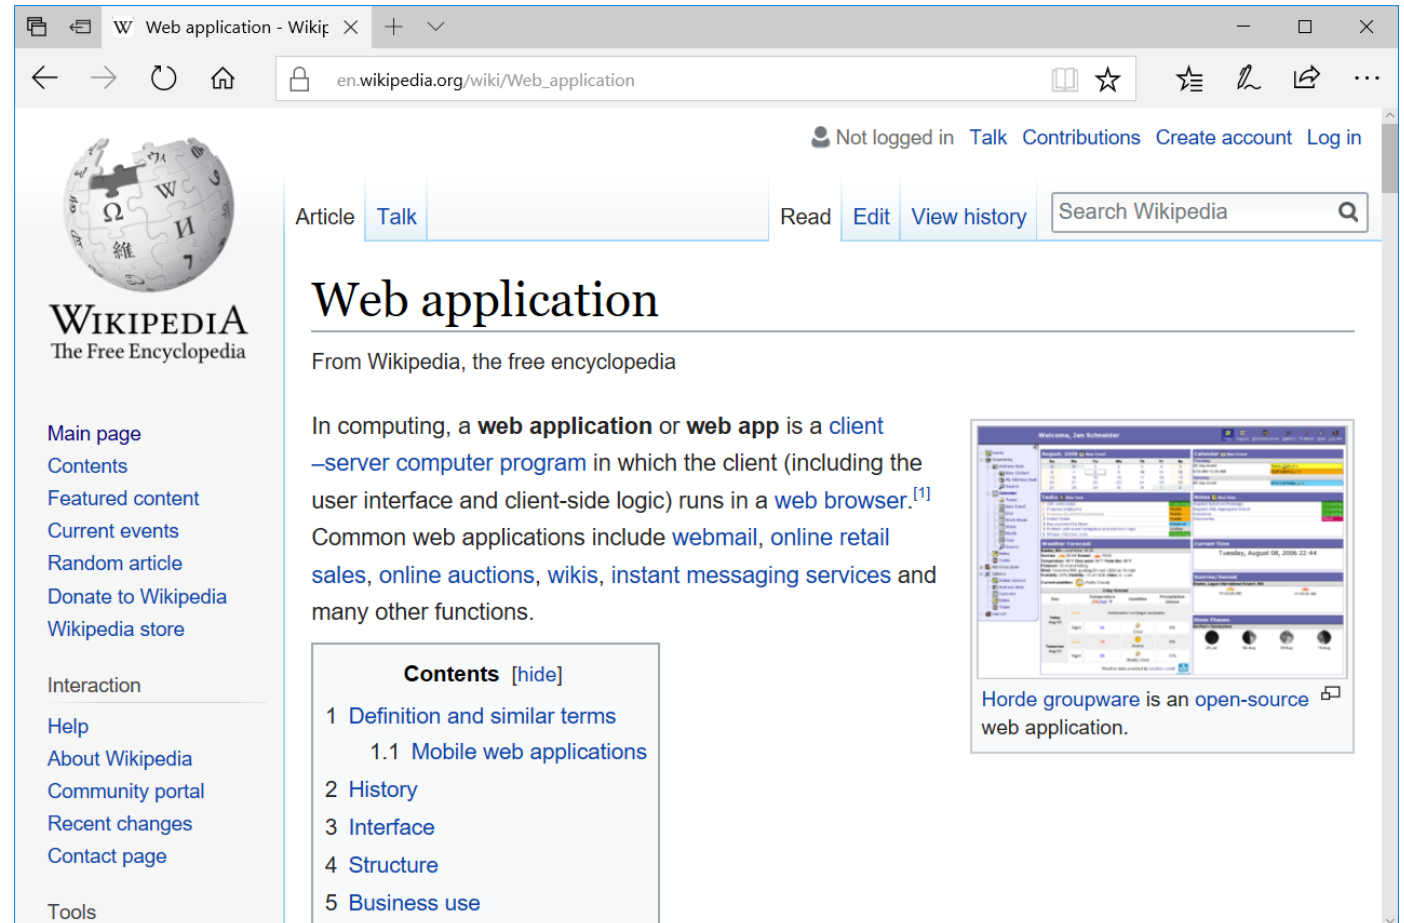 W Web application - Wikip
en.wikipedia.org/wiki/Web_application
Not logged in Talk Contributions Create account Log in
Article Talk Read Edit View history Search Wikipedia
WIKIPEDIA
The Free Encyclopedia
Main page
Contents
Featured content
Current events
Random article
Donate to Wikipedia
Wikipedia store
Interaction
Help
About Wikipedia
Community portal
Recent changes
Contact page
Tools
Web application
From Wikipedia, the free encyclopedia
In computing, a web application or web app is a client
–server computer program in which the client (including the
user interface and client-side logic) runs in a web browser.[1]
Common web applications include webmail, online retail
sales, online auctions, wikis, instant messaging services and
many other functions.
Contents [hide]
1 Definition and similar terms
1.1 Mobile web applications
2 History
3 Interface
4 Structure
5 Business use
Welcome, Jan Schneider
Tuesday, August 08, 2006 22:44
Horde groupware is an open-source
web application.